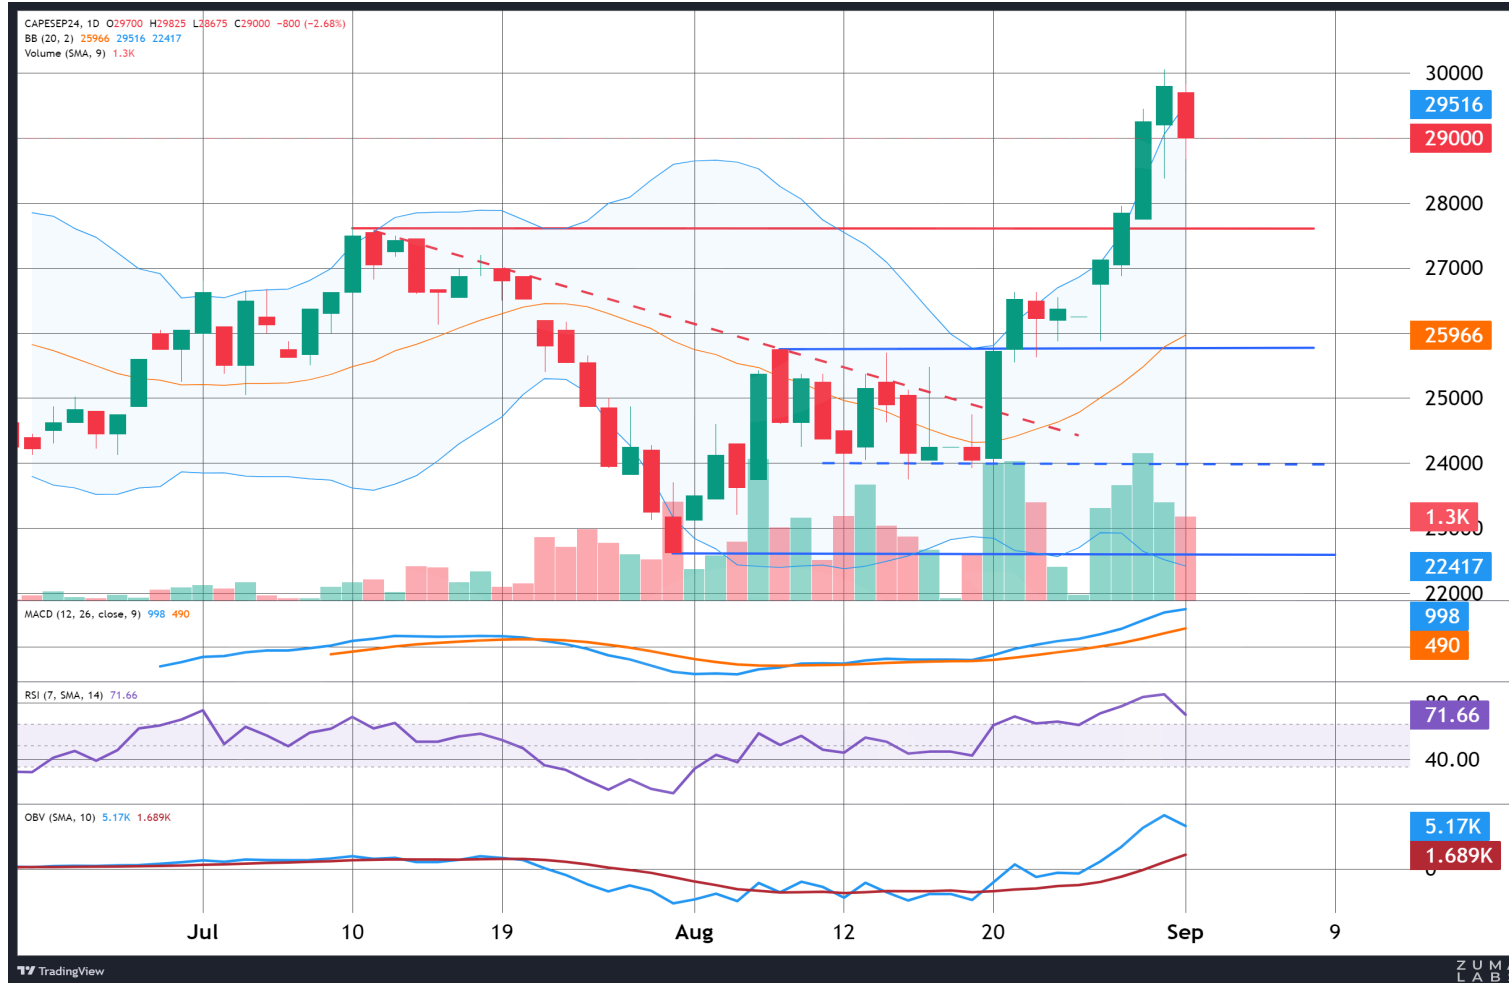 CAPESEP24, 1D O29700 H29825 L28675 C29000 −800 (−2.68%)
BB (20, 2) 25966 29516 22417
Volume (SMA, 9) 1.3K
30000
29516
29000
28000
27000
25966
25000
24000
1.3K
22417
22000
MACD (12, 26, close, 9) 998 490
998
490
RSI (7, SMA, 14) 71.66
80.00
71.66
40.00
OBV (SMA, 10) 5.17K 1.689K
5.17K
1.689K
0
Jul 10 19 Aug 12 20 Sep 9
TradingView